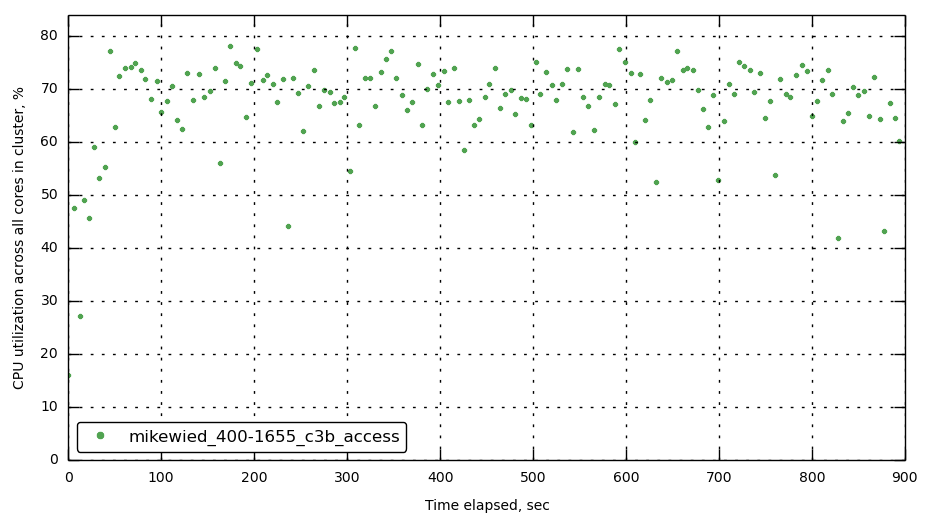 CPU utilization across all cores in cluster, %
80
70
60
50
40
30
20
10
0
mikewied_400-1655_c3b_access
0 100 200 300 400 500 600 700 800 900
Time elapsed, sec